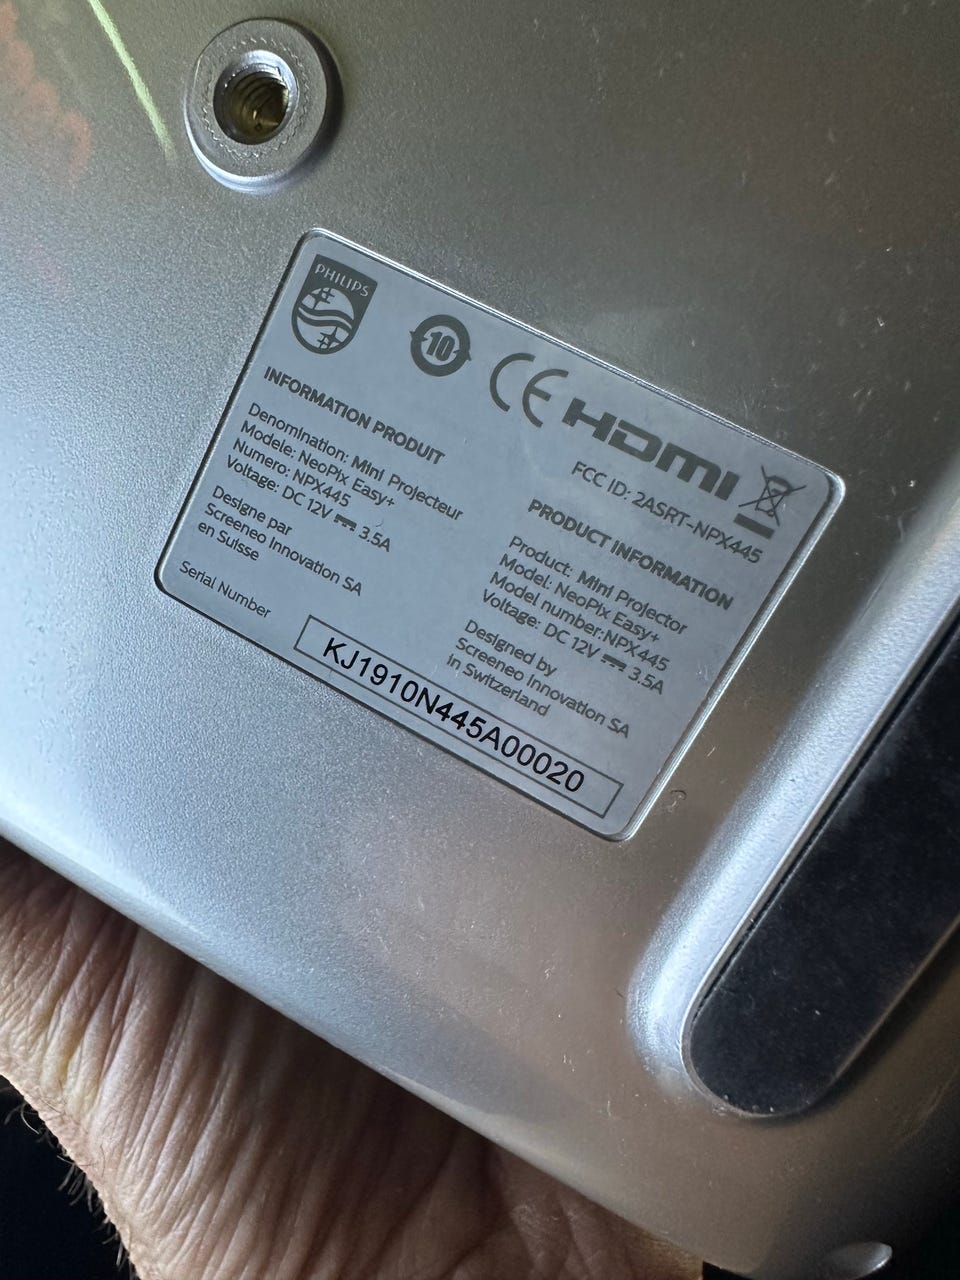 PHILIPS
10
CE HDMI
FCC ID: 2ASRT-NPX445
INFORMATION PRODUIT
Denomination: Mini Projecteur
Modele: NeoPix Easy+
Numero: NPX445
Voltage: DC 12V ⎓ 3.5A
Designe par
Screeneo Innovation SA
en Suisse
PRODUCT INFORMATION
Product: Mini Projector
Model: NeoPix Easy+
Model number:NPX445
Voltage: DC 12V ⎓ 3.5A
Designed by
Screeneo Innovation SA
in Switzerland
Serial Number
KJ1910N445A00020